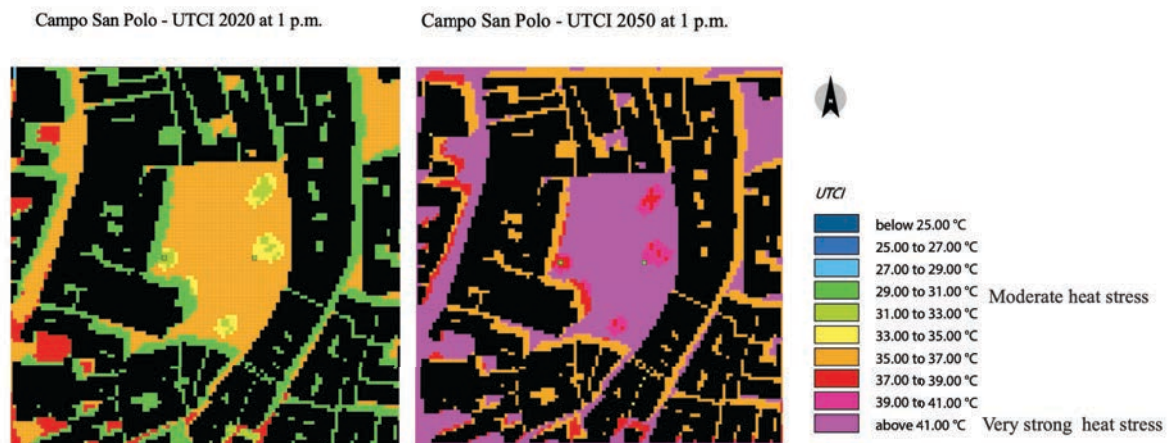 Campo San Polo - UTCI 2020 at 1 p.m.
Campo San Polo - UTCI 2050 at 1 p.m.
UTCI
below 25.00 °C
25.00 to 27.00 °C
27.00 to 29.00 °C
29.00 to 31.00 °C Moderate heat stress
31.00 to 33.00 °C
33.00 to 35.00 °C
35.00 to 37.00 °C
37.00 to 39.00 °C
39.00 to 41.00 °C
above 41.00 °C Very strong heat stress